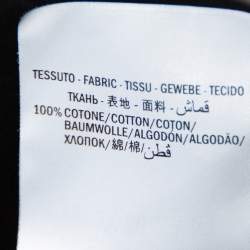 TESSUTO - FABRIC - TISSU - GEWEBE - TECIDO
ТКАНЬ - 表地 - 面料 - قماش
100% COTONE/COTTON/COTON/
BAUMWOLLE/ALGODÓN/ALGODÃO/
ХЛОПОК/綿/棉/قطن